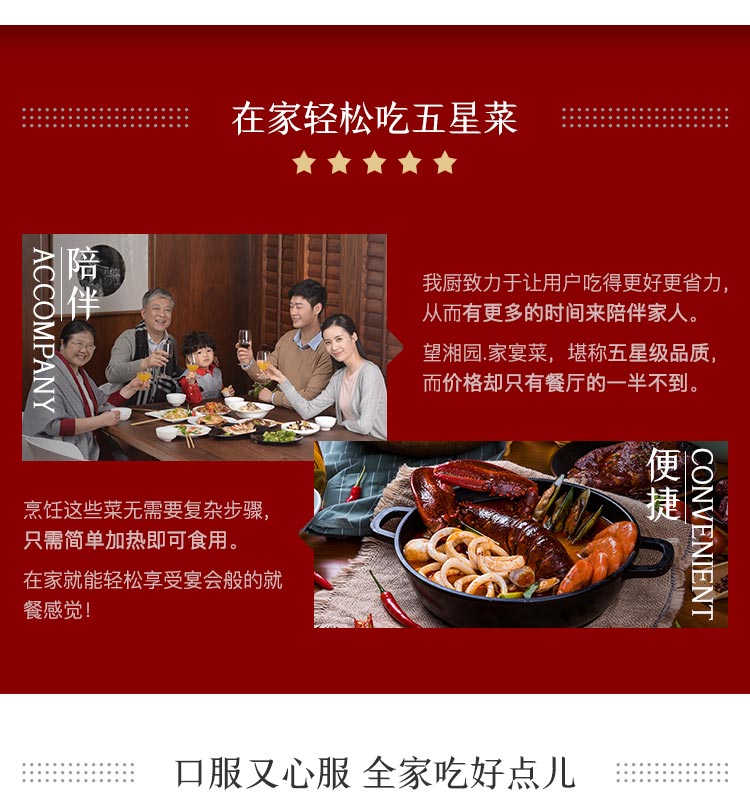 在家轻松吃五星菜
陪伴
ACCOMPANY
我厨致力于让用户吃得更好更省力，
从而有更多的时间来陪伴家人。
望湘园.家宴菜，堪称五星级品质，
而价格却只有餐厅的一半不到。
便捷
CONVENIENT
烹饪这些菜无需要复杂步骤，
只需简单加热即可食用。
在家就能轻松享受宴会般的就
餐感觉！
口服又心服 全家吃好点儿